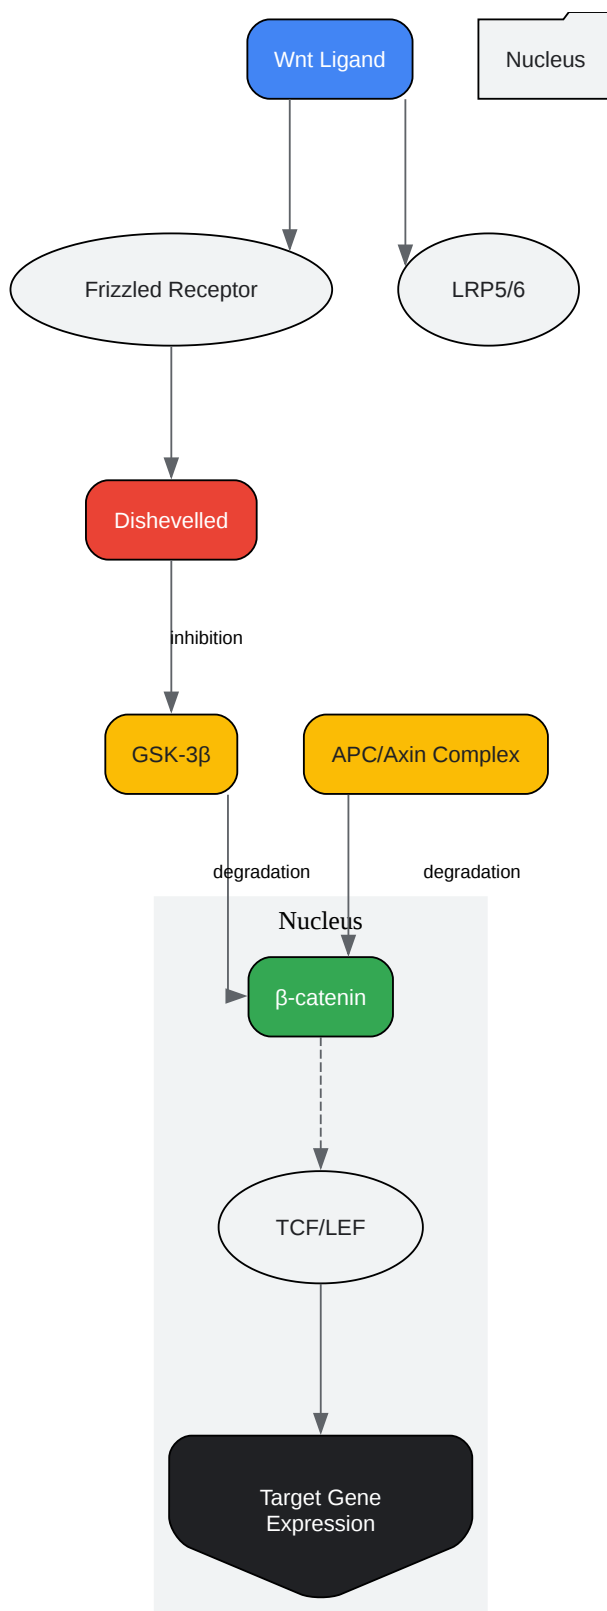 Wnt Ligand
Nucleus
Frizzled Receptor
LRP5/6
Dishevelled
inhibition
GSK-3β
APC/Axin Complex
degradation
degradation
Nucleus
β-catenin
TCF/LEF
Target Gene
Expression